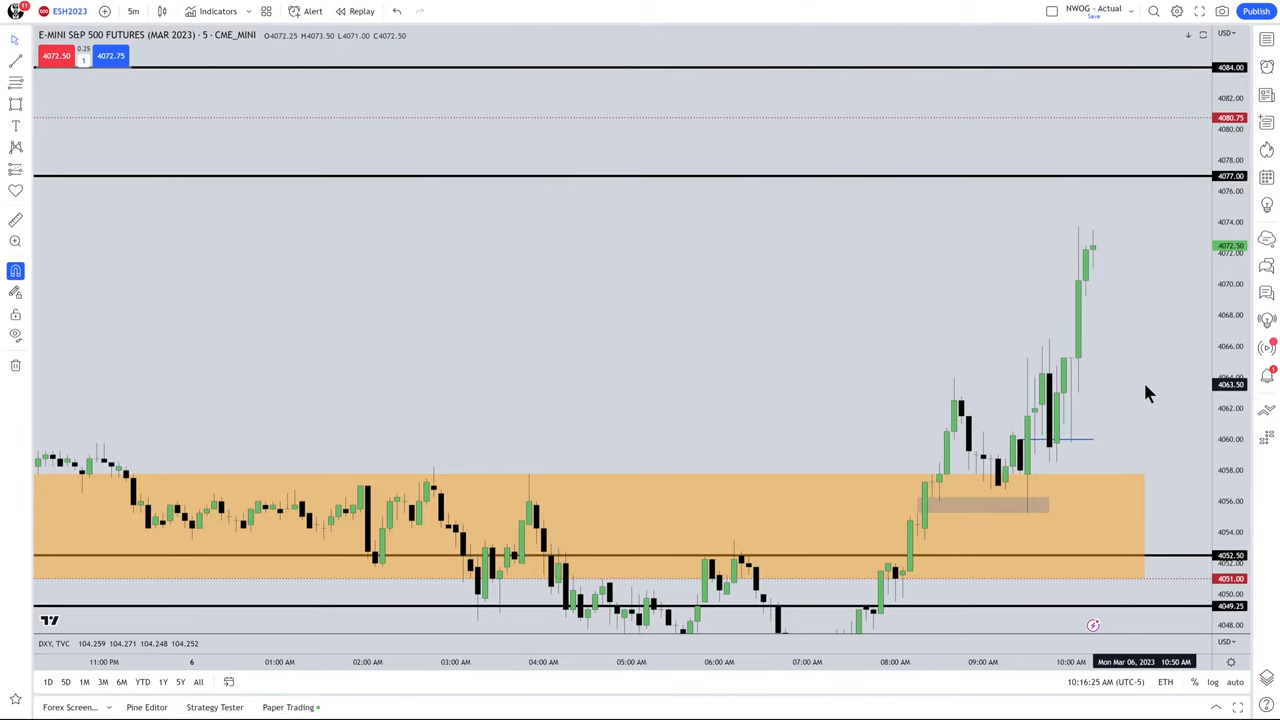 11
ESH2023
5m
Indicators
Alert
Replay
NWOG - Actual
Save
Publish
E-MINI S&P 500 FUTURES (MAR 2023) · 5 · CME_MINI
O4072.25 H4073.50 L4071.00 C4072.50
USD
4072.50
0.25
1
4072.75
4084.00
4082.00
4080.75
4080.00
4078.00
4077.00
4076.00
4074.00
4072.50
4072.00
4070.00
4068.00
4066.00
4063.50
4062.00
4060.00
4058.00
4056.00
4054.00
4052.50
4052.00
4051.00
4050.00
4049.25
4048.00
DXY, TVC 104.259 104.271 104.248 104.252
USD
11:00 PM
6
01:00 AM
02:00 AM
03:00 AM
04:00 AM
05:00 AM
06:00 AM
07:00 AM
08:00 AM
09:00 AM
10:00 AM
Mon Mar 06, 2023 10:50 AM
1D 5D 1M 3M 6M YTD 1Y 5Y All
10:16:25 AM (UTC-5)
ETH
%
log
auto
Forex Screen...
Pine Editor
Strategy Tester
Paper Trading
1